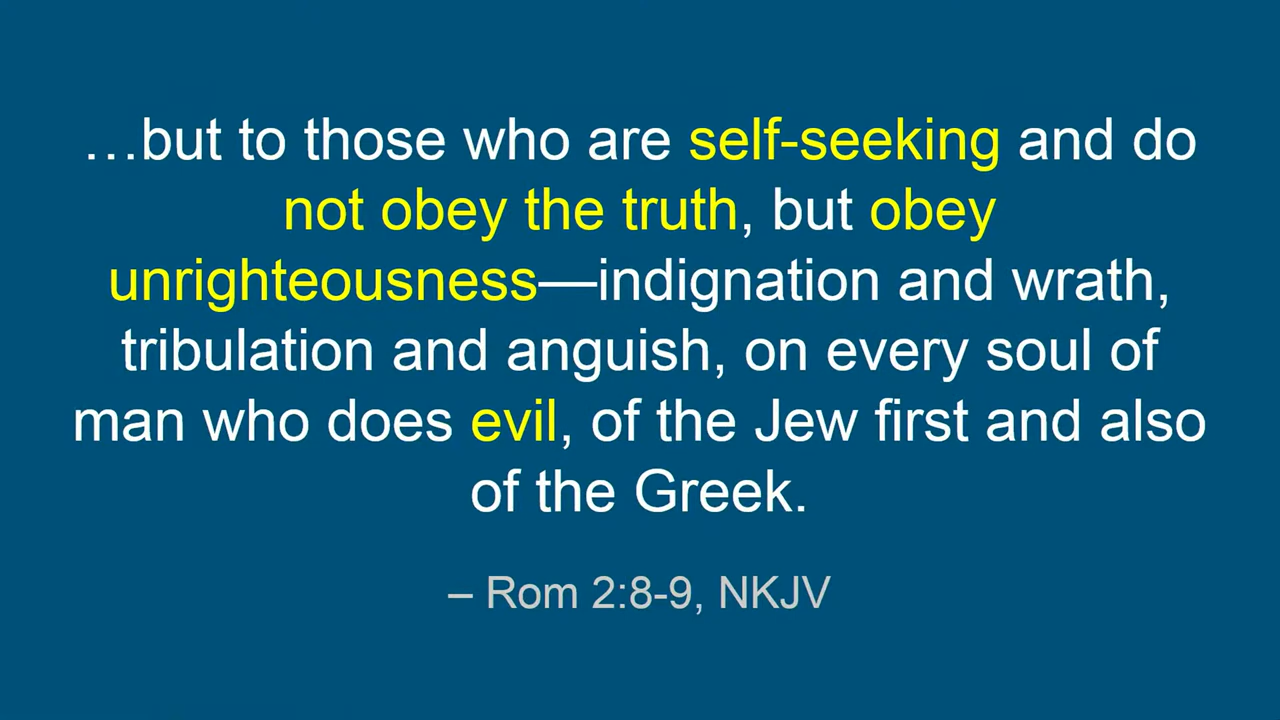 …but to those who are self-seeking and do
not obey the truth, but obey
unrighteousness—indignation and wrath,
tribulation and anguish, on every soul of
man who does evil, of the Jew first and also
of the Greek.
– Rom 2:8-9, NKJV